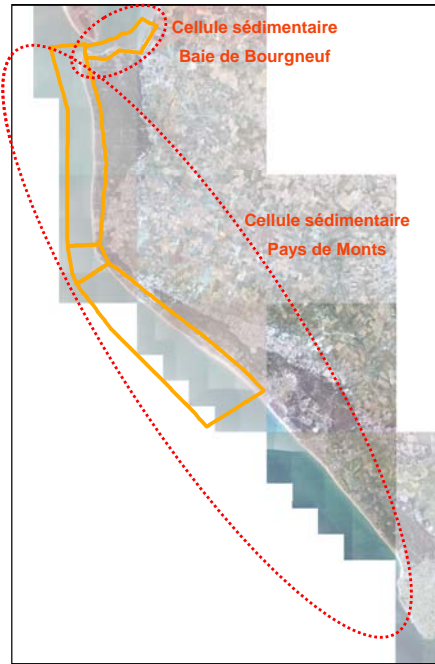 Cellule sédimentaire
Baie de Bourgneuf
Cellule sédimentaire
Pays de Monts